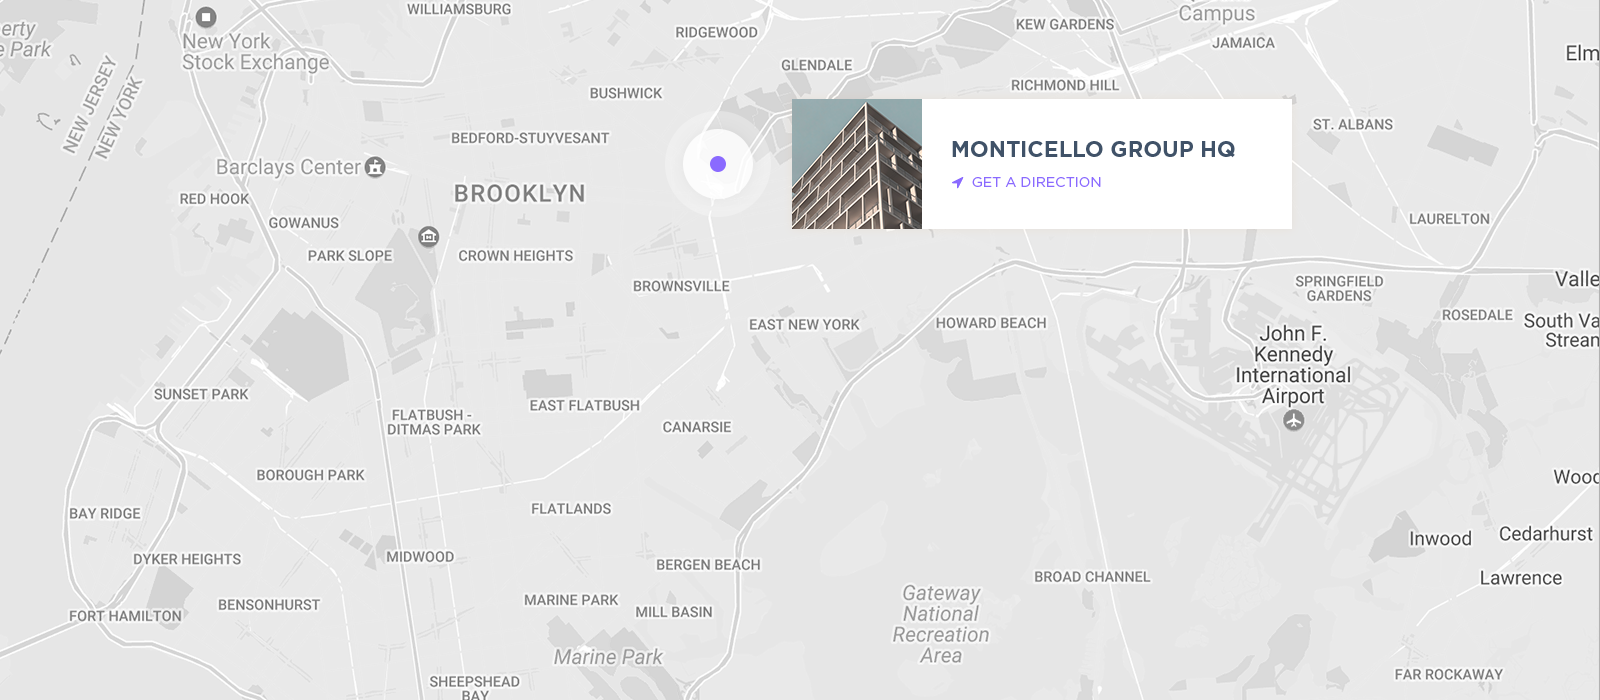 WILLIAMSBURG
RIDGEWOOD
KEW GARDENS
Campus
JAMAICA
erty
e Park
New York
Stock Exchange
GLENDALE
RICHMOND HILL
Elm
NEW JERSEY
NEW YORK
BUSHWICK
BEDFORD-STUYVESANT
ST. ALBANS
MONTICELLO GROUP HQ
GET A DIRECTION
Barclays Center
BROOKLYN
RED HOOK
GOWANUS
LAURELTON
PARK SLOPE
CROWN HEIGHTS
BROWNSVILLE
SPRINGFIELD
GARDENS
Valle
EAST NEW YORK
HOWARD BEACH
ROSEDALE
South Va
Strean
John F.
Kennedy
International
Airport
SUNSET PARK
EAST FLATBUSH
FLATBUSH -
DITMAS PARK
CANARSIE
BOROUGH PARK
Wood
BAY RIDGE
FLATLANDS
Inwood
Cedarhurst
DYKER HEIGHTS
MIDWOOD
BERGEN BEACH
BROAD CHANNEL
Lawrence
FORT HAMILTON
BENSONHURST
MARINE PARK
MILL BASIN
Gateway
National
Recreation
Area
Marine Park
SHEEPSHEAD
BAY
FAR ROCKAWAY